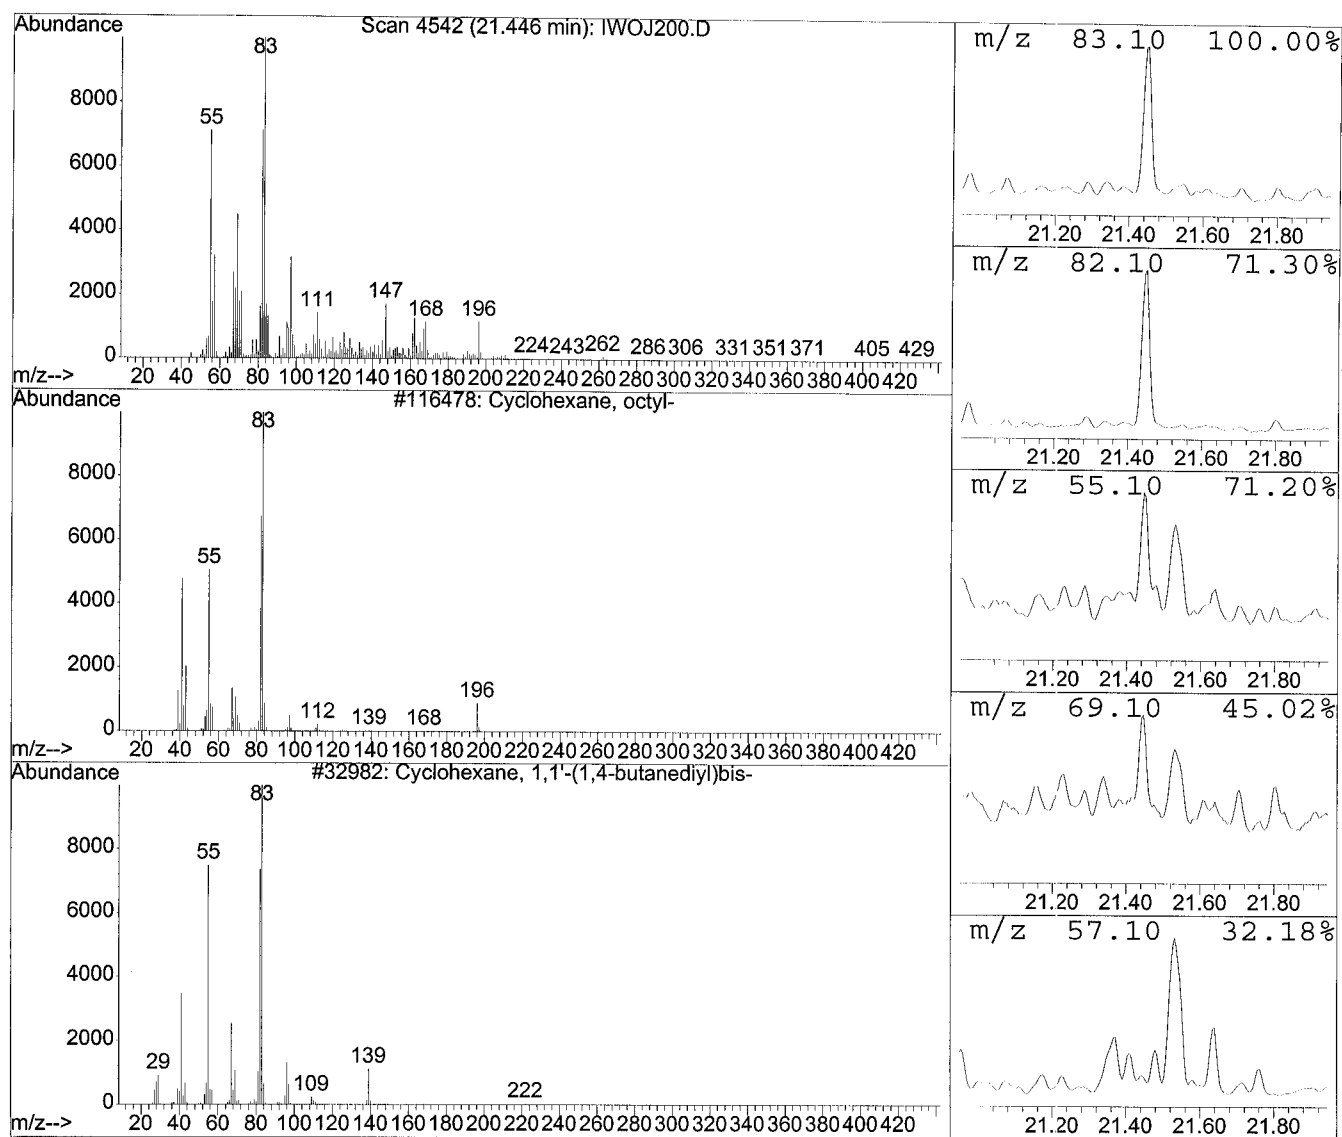 Abundance
Scan 4542 (21.446 min): IWOJ200.D
83
8000
55
6000
4000
2000
111
147
168
196
224 243 262 286 306 331 351 371 405 429
0
m/z-->
20 40 60 80 100 120 140 160 180 200 220 240 260 280 300 320 340 360 380 400 420
Abundance
#116478: Cyclohexane, octyl-
83
8000
6000
55
4000
2000
112
139
168
196
0
m/z-->
20 40 60 80 100 120 140 160 180 200 220 240 260 280 300 320 340 360 380 400 420
Abundance
#32982: Cyclohexane, 1,1'-(1,4-butanediyl)bis-
83
8000
55
6000
4000
2000
29
109
139
222
0
m/z-->
20 40 60 80 100 120 140 160 180 200 220 240 260 280 300 320 340 360 380 400 420
m/z 83.10 100.00%
21.20 21.40 21.60 21.80
m/z 82.10 71.30%
21.20 21.40 21.60 21.80
m/z 55.10 71.20%
21.20 21.40 21.60 21.80
m/z 69.10 45.02%
21.20 21.40 21.60 21.80
m/z 57.10 32.18%
21.20 21.40 21.60 21.80